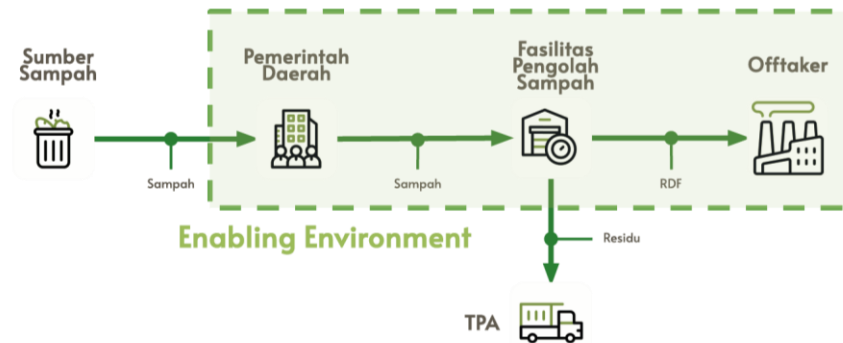 Sumber
Sampah
Pemerintah
Daerah
Fasilitas
Pengolah
Sampah
Offtaker
Sampah
Sampah
RDF
Enabling Environment
Residu
TPA